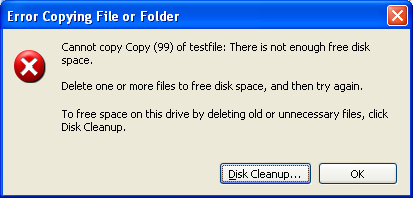 Error Copying File or Folder
Cannot copy Copy (99) of testfile: There is not enough free disk
space.
Delete one or more files to free disk space, and then try again.
To free space on this drive by deleting old or unnecessary files, click
Disk Cleanup.
Disk Cleanup...
OK